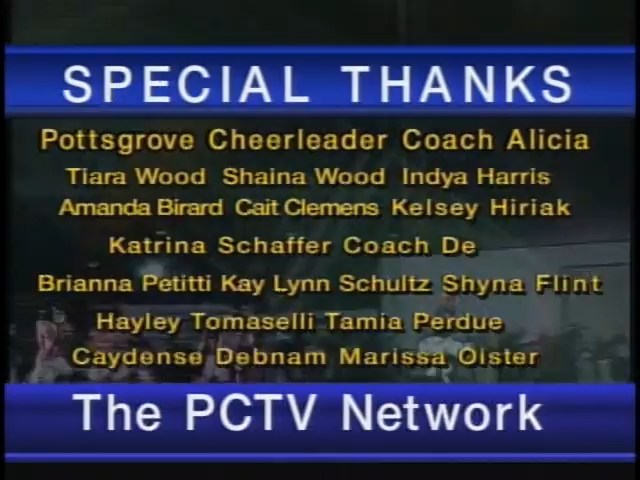 SPECIAL THANKS
Pottsgrove Cheerleader Coach Alicia
Tiara Wood Shaina Wood Indya Harris
Amanda Birard Cait Clemens Kelsey Hiriak
Katrina Schaffer Coach De
Brianna Petitti Kay Lynn Schultz Shyna Flint
Hayley Tomaselli Tamia Perdue
Caydense Debnam Marissa Olster
The PCTV Network